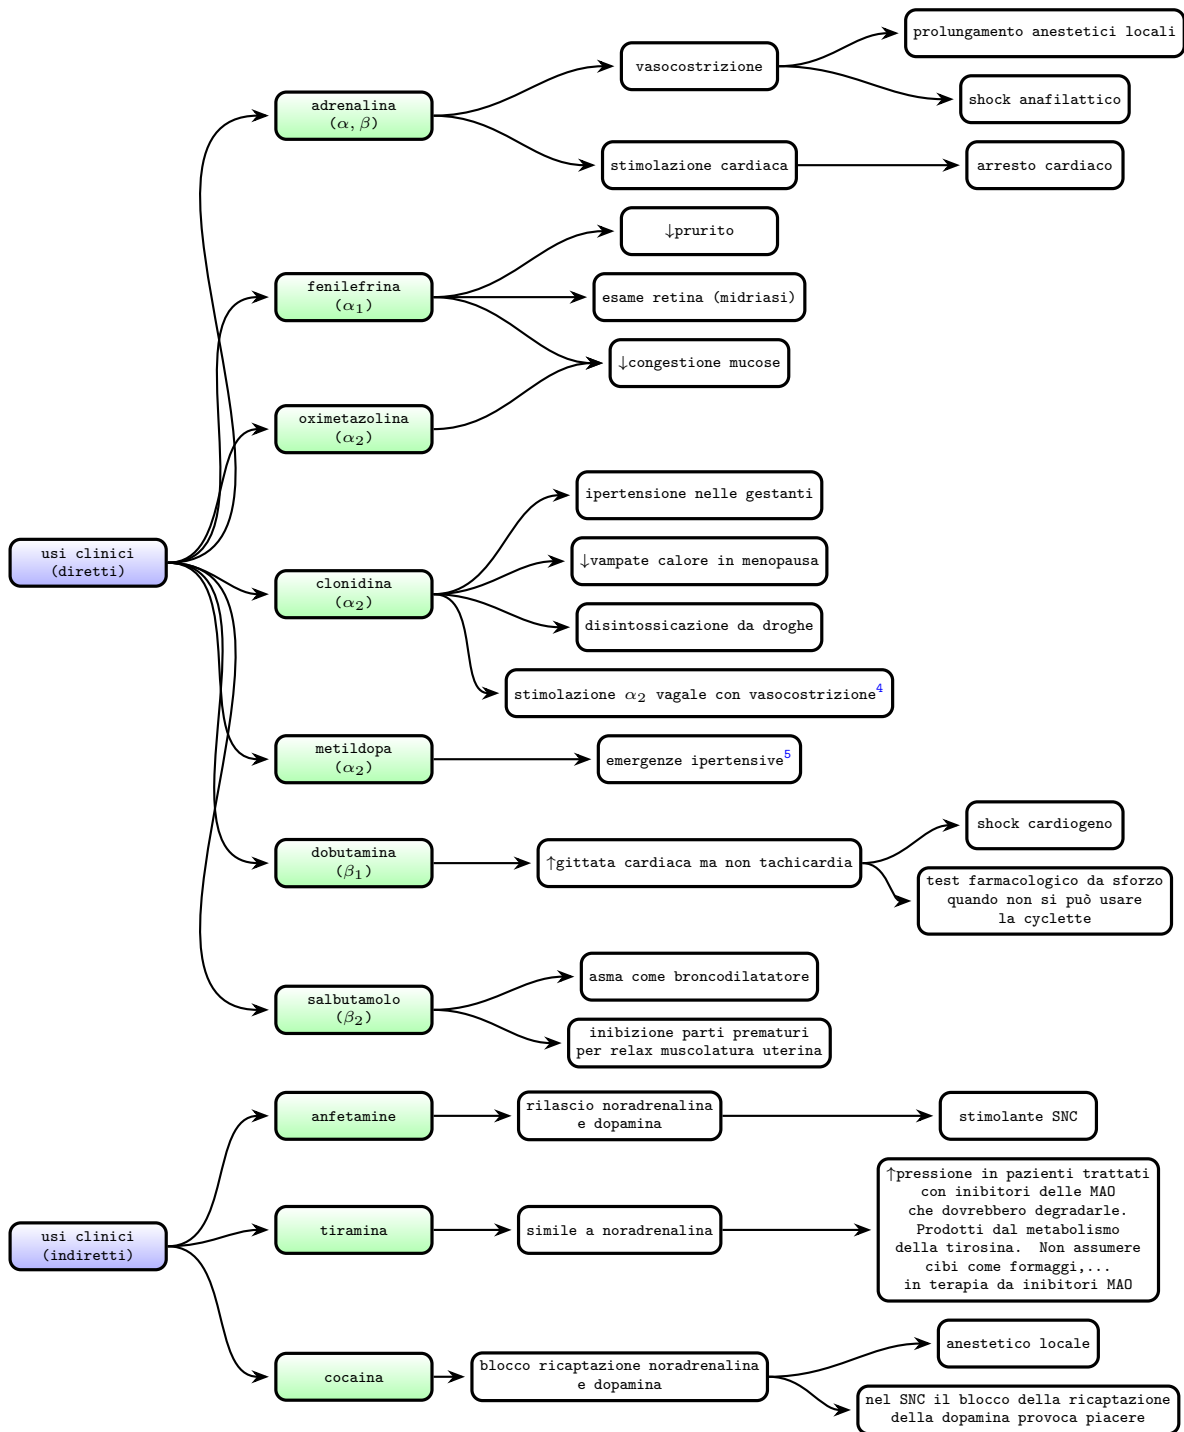 prolungamento anestetici locali
vasocostrizione
shock anafilattico
adrenalina
(α, β)
stimolazione cardiaca
arresto cardiaco
↓prurito
fenilefrina
(α₁)
esame retina (midriasi)
↓congestione mucose
oximetazolina
(α₂)
ipertensione nelle gestanti
usi clinici
(diretti)
↓vampate calore in menopausa
clonidina
(α₂)
disintossicazione da droghe
stimolazione α₂ vagale con vasocostrizione⁴
metildopa
(α₂)
emergenze ipertensive⁵
shock cardiogeno
dobutamina
(β₁)
↑gittata cardiaca ma non tachicardia
test farmacologico da sforzo
quando non si può usare
la cyclette
asma come broncodilatatore
salbutamolo
(β₂)
inibizione parti prematuri
per relax muscolatura uterina
anfetamine
rilascio noradrenalina
e dopamina
stimolante SNC
usi clinici
(indiretti)
tiramina
simile a noradrenalina
↑pressione in pazienti trattati
con inibitori delle MAO
che dovrebbero degradarle.
Prodotti dal metabolismo
della tirosina. Non assumere
cibi come formaggi,...
in terapia da inibitori MAO
cocaina
blocco ricaptazione noradrenalina
e dopamina
anestetico locale
nel SNC il blocco della ricaptazione
della dopamina provoca piacere